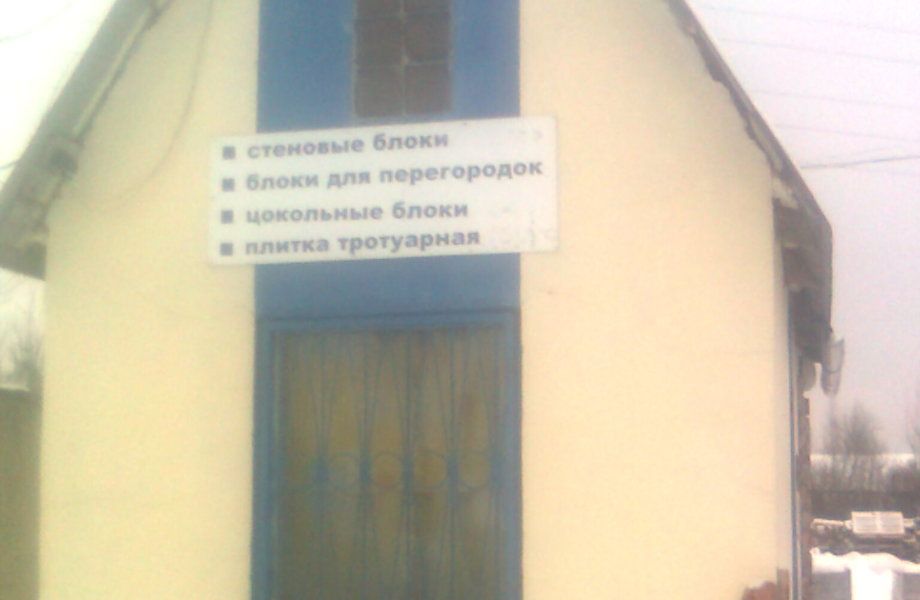 ▪ стеновые блоки
▪ блоки для перегородок
▪ цокольные блоки
▪ плитка тротуарная